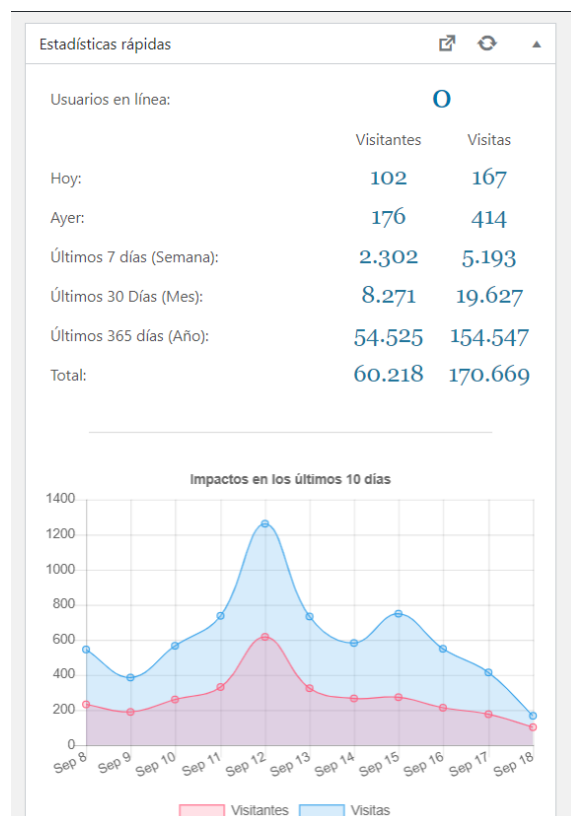 Estadísticas rápidas
Usuarios en línea: 0
Visitantes Visitas
Hoy: 102 167
Ayer: 176 414
Últimos 7 días (Semana): 2.302 5.193
Últimos 30 Días (Mes): 8.271 19.627
Últimos 365 días (Año): 54.525 154.547
Total: 60.218 170.669
Impactos en los últimos 10 días
1400
1200
1000
800
600
400
200
0
Sep 8 Sep 9 Sep 10 Sep 11 Sep 12 Sep 13 Sep 14 Sep 15 Sep 16 Sep 17 Sep 18
Visitantes Visitas